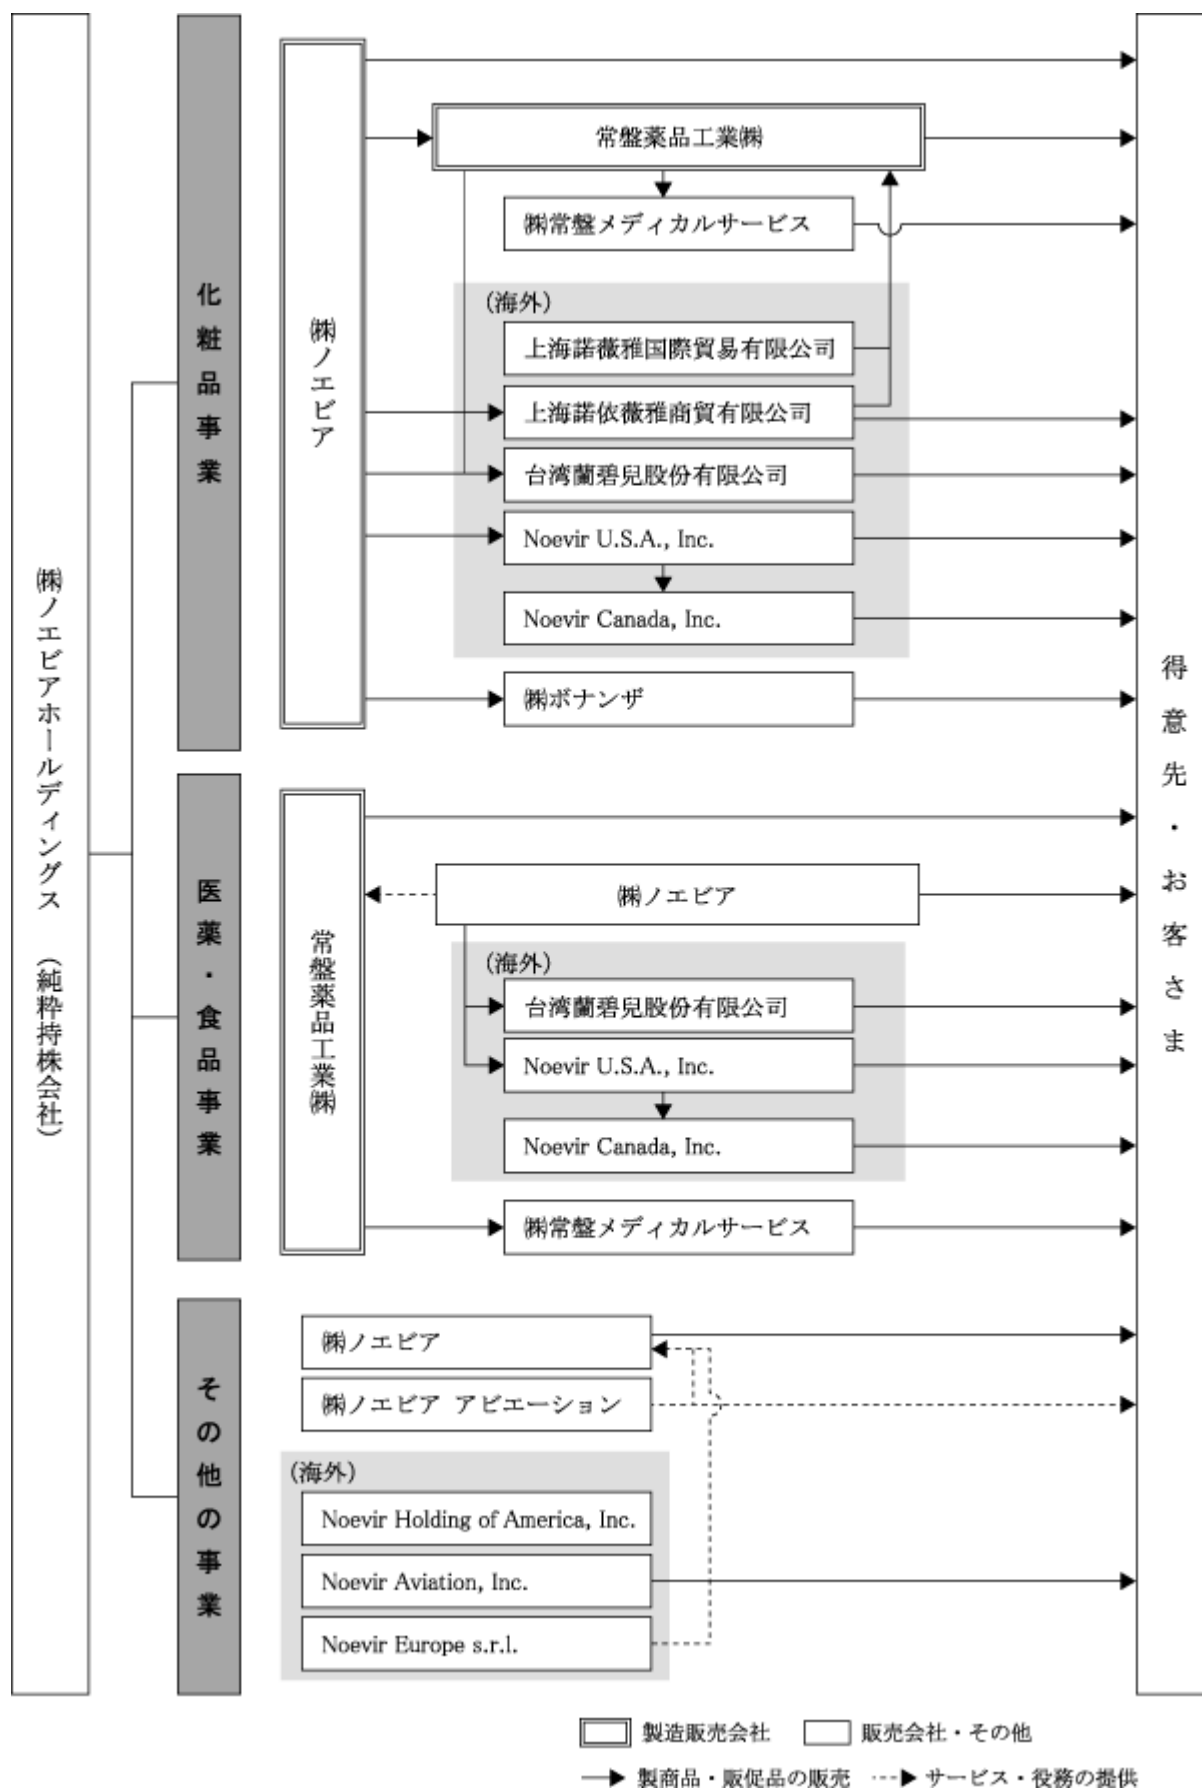 ㈱ノエビアホールディングス （純粋持株会社）
化粧品事業
㈱ノエビア
常盤薬品工業㈱
㈱常盤メディカルサービス
(海外)
上海諾薇雅国際貿易有限公司
上海諾依薇雅商貿有限公司
台湾蘭碧兒股份有限公司
Noevir U.S.A., Inc.
Noevir Canada, Inc.
㈱ボナンザ
医薬・食品事業
常盤薬品工業㈱
㈱ノエビア
(海外)
台湾蘭碧兒股份有限公司
Noevir U.S.A., Inc.
Noevir Canada, Inc.
㈱常盤メディカルサービス
その他の事業
㈱ノエビア
㈱ノエビア アビエーション
(海外)
Noevir Holding of America, Inc.
Noevir Aviation, Inc.
Noevir Europe s.r.l.
得意先・お客さま
製造販売会社 販売会社・その他
製商品・販促品の販売 サービス・役務の提供